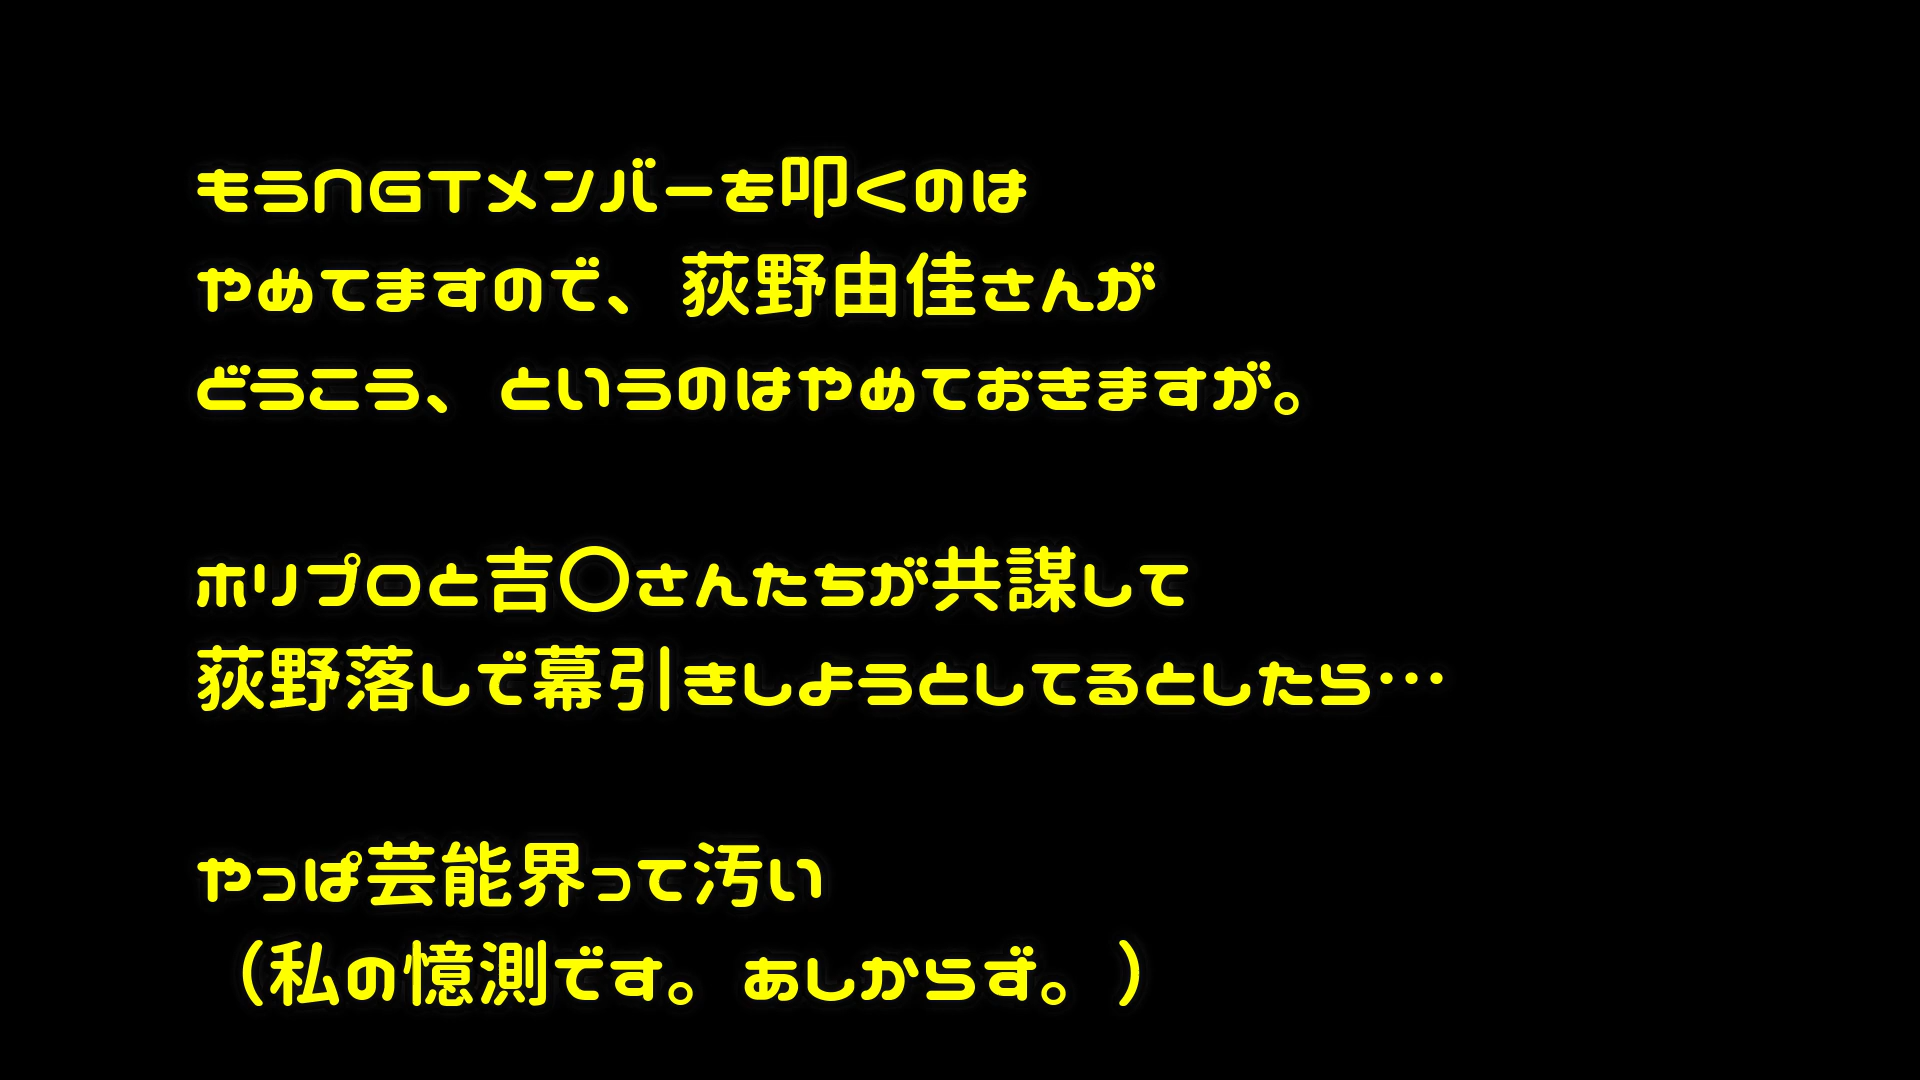 もうNGTメンバーを叩くのは
やめてますので、荻野由佳さんが
どうこう、というのはやめておきますが。
ホリプロと吉〇さんたちが共謀して
荻野落しで幕引きしようとしてるとしたら…
やっぱ芸能界って汚い
（私の憶測です。あしからず。）